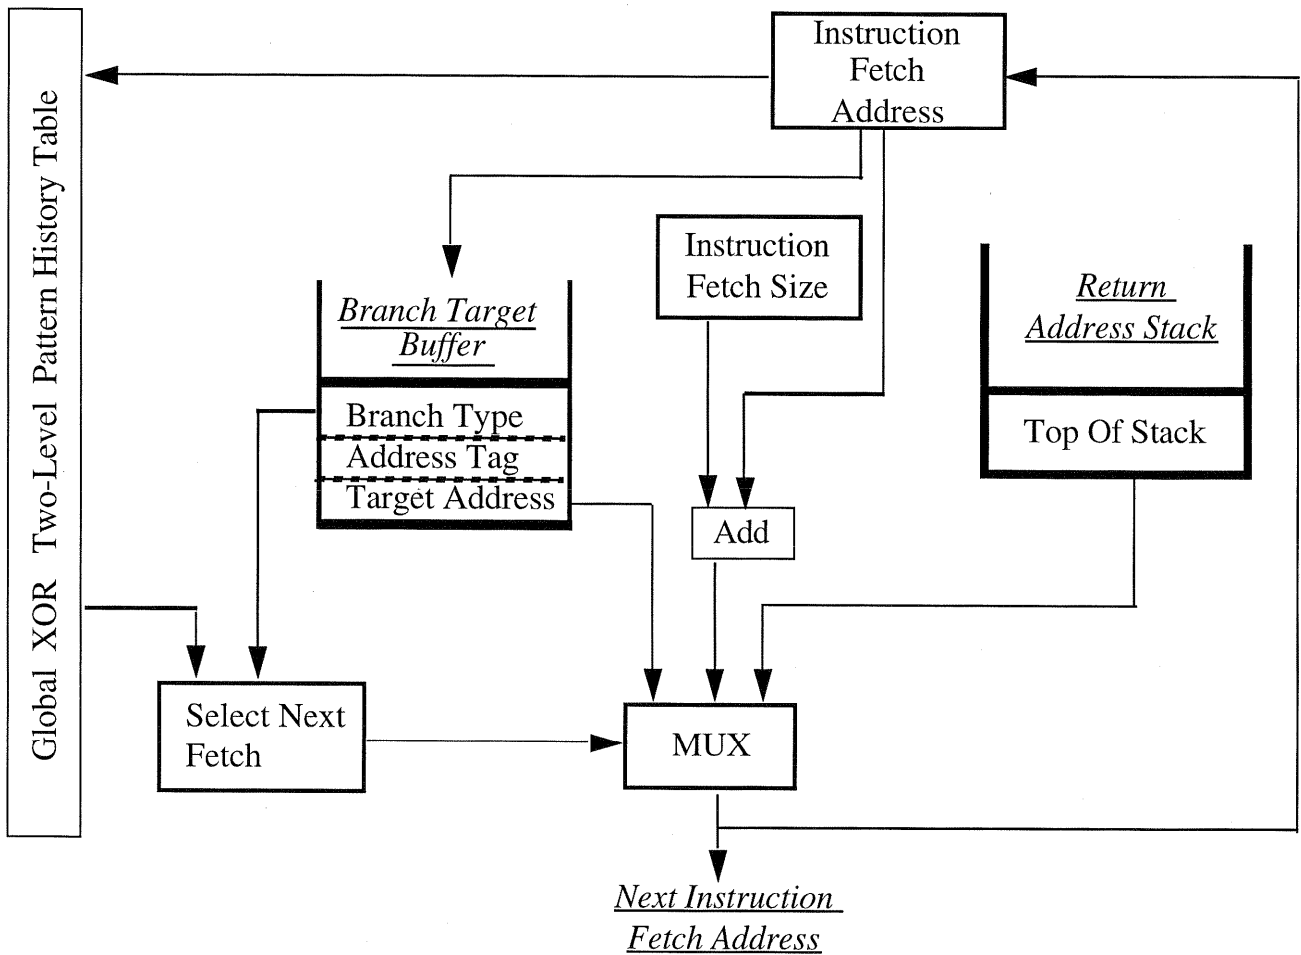 Instruction
Fetch
Address
Global XOR Two-Level Pattern History Table
Instruction
Fetch Size
Branch Target
Buffer
Return
Address Stack
Branch Type
Address Tag
Target Address
Top Of Stack
Add
Select Next
Fetch
MUX
Next Instruction
Fetch Address